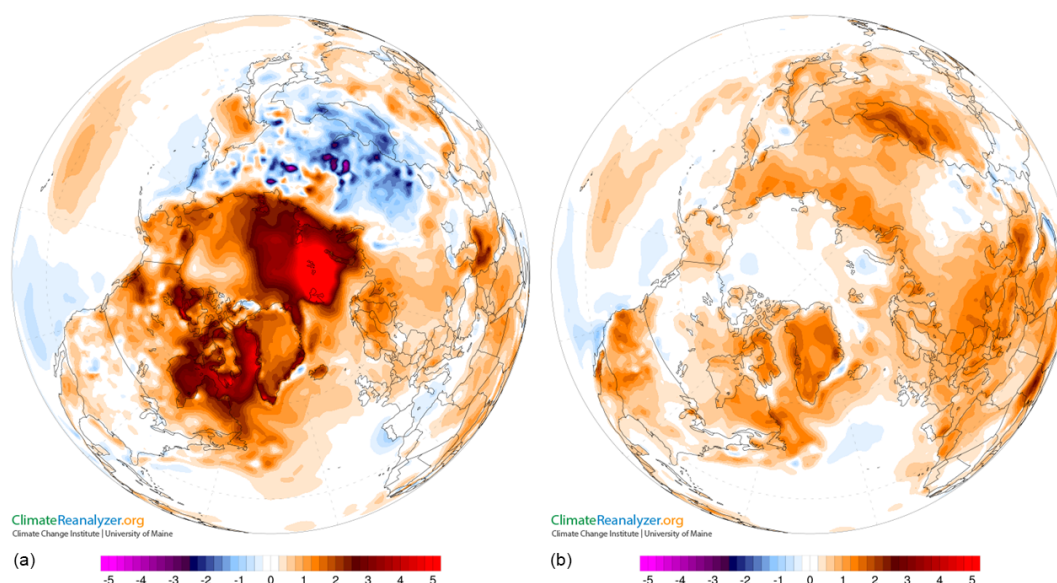 ClimateReanalyzer.org
Climate Change Institute | University of Maine
(a)
-5 -4 -3 -2 -1 0 1 2 3 4 5
ClimateReanalyzer.org
Climate Change Institute | University of Maine
(b)
-5 -4 -3 -2 -1 0 1 2 3 4 5